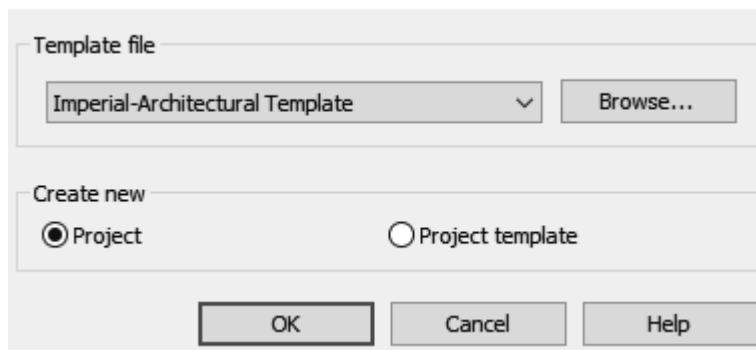 Template file
Imperial-Architectural Template
Browse...
Create new
Project
Project template
OK
Cancel
Help